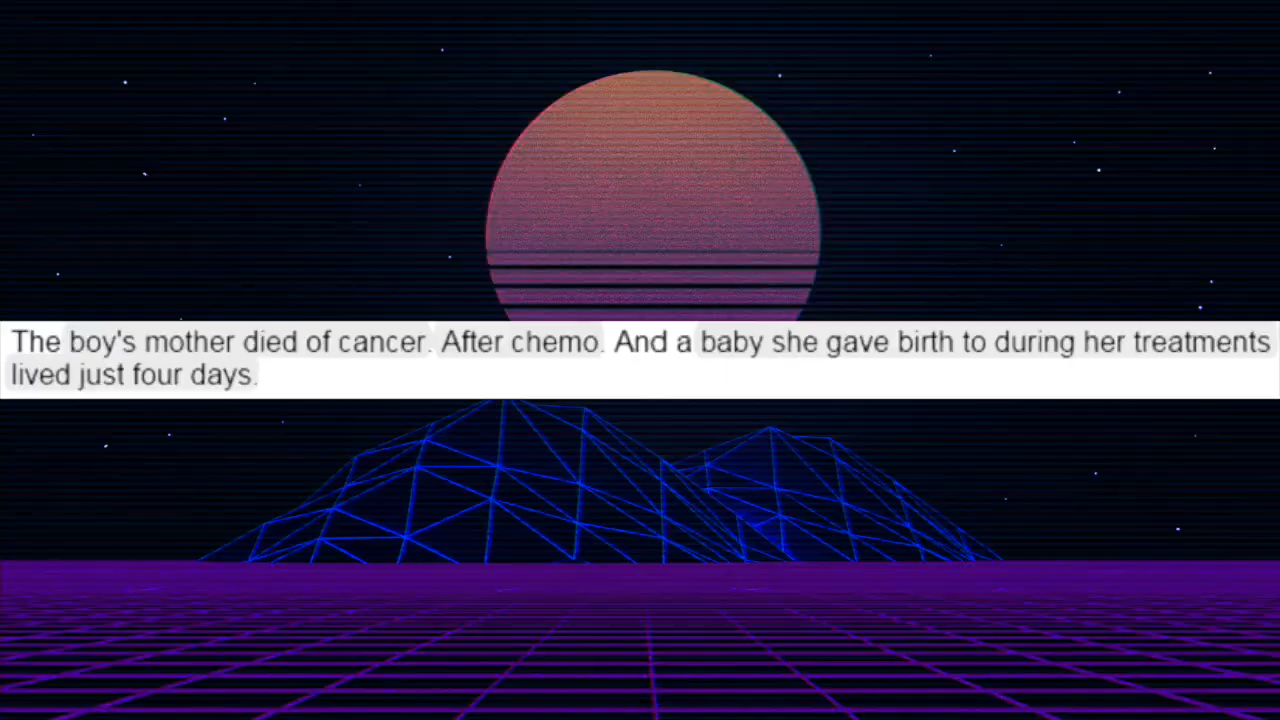 The boy's mother died of cancer. After chemo. And a baby she gave birth to during her treatments
lived just four days.